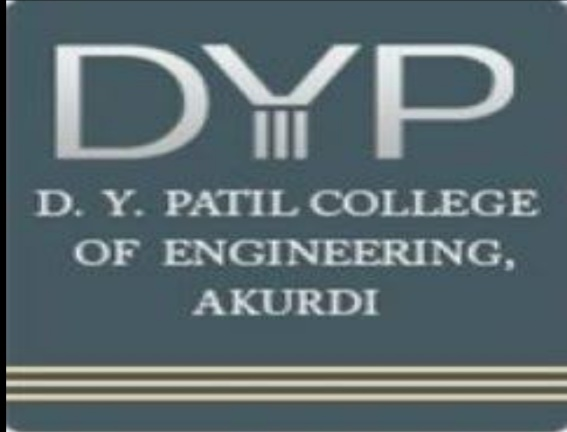 DYP
D. Y. PATIL COLLEGE
OF ENGINEERING,
AKURDI